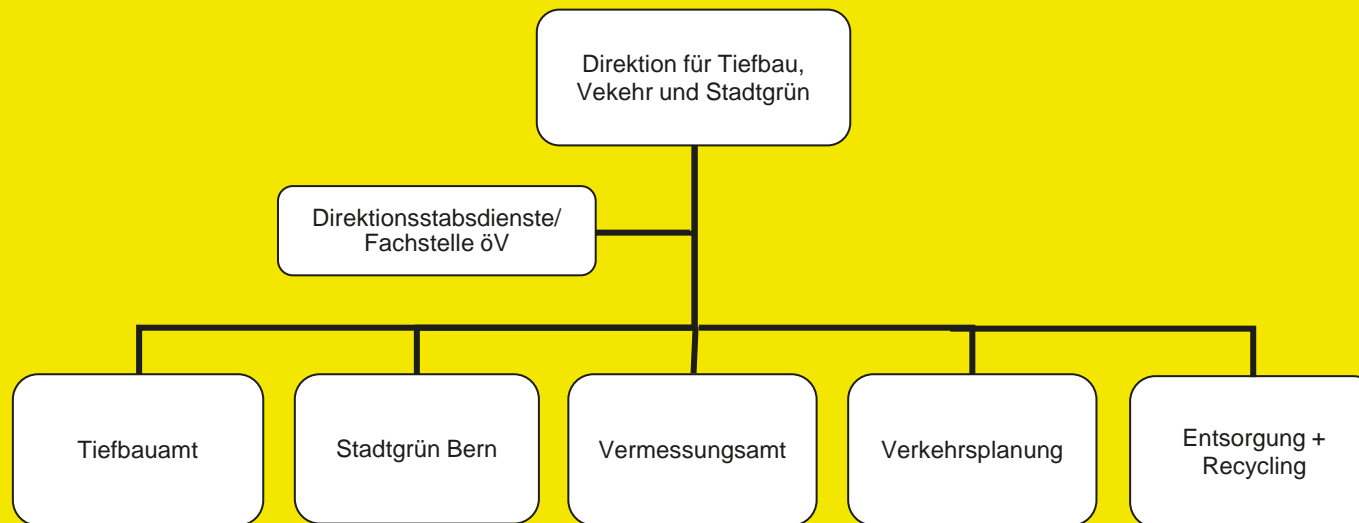 Direktion für Tiefbau,
Vekehr und Stadtgrün
Direktionsstabsdienste/
Fachstelle öV
Tiefbauamt
Stadtgrün Bern
Vermessungsamt
Verkehrsplanung
Entsorgung +
Recycling